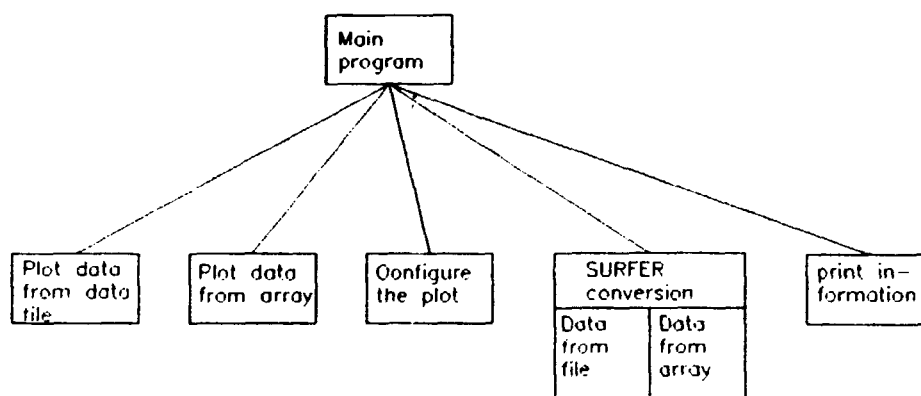 Main
program
Plot data
from data
file
Plot data
from array
Configure
the plot
SURFER
conversion
Data
from
file
Data
from
array
print in-
formation